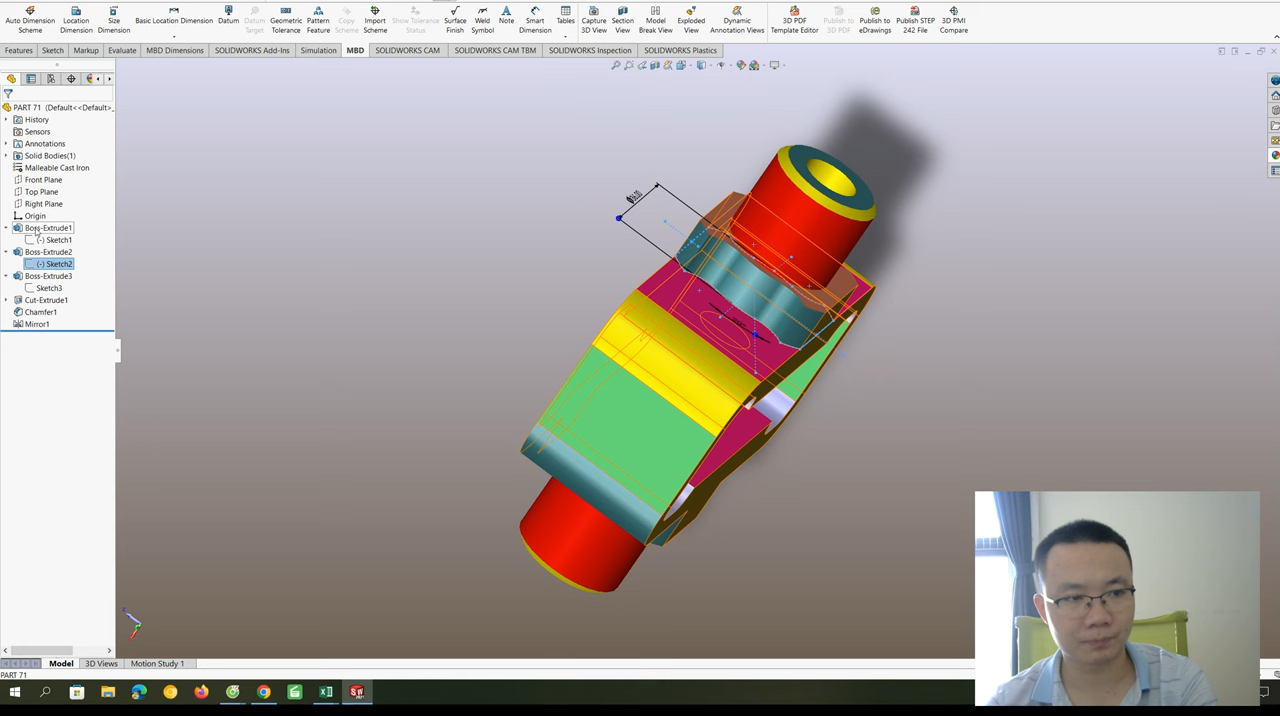 Auto Dimension Scheme
Location Dimension
Size Dimension
Basic Location Dimension
Datum
Datum Target
Geometric Tolerance
Pattern Feature
Copy Scheme
Import Scheme
Show Tolerance Status
Surface Finish
Weld Symbol
Note
Smart Dimension
Tables
Capture 3D View
Section View
Model Break View
Exploded View
Dynamic Annotation Views
3D PDF Template Editor
Publish to 3D PDF
Publish to eDrawings
Publish STEP 242 File
3D PMI Compare
Features
Sketch
Markup
Evaluate
MBD Dimensions
SOLIDWORKS Add-Ins
Simulation
MBD
SOLIDWORKS CAM
SOLIDWORKS CAM TBM
SOLIDWORKS Inspection
SOLIDWORKS Plastics
PART 71 (Default<<Default>
History
Sensors
Annotations
Solid Bodies(1)
Malleable Cast Iron
Front Plane
Top Plane
Right Plane
Origin
Boss-Extrude1
(-) Sketch1
Boss-Extrude2
(-) Sketch2
Boss-Extrude3
Sketch3
Cut-Extrude1
Chamfer1
Mirror1
Model
3D Views
Motion Study 1
PART 71